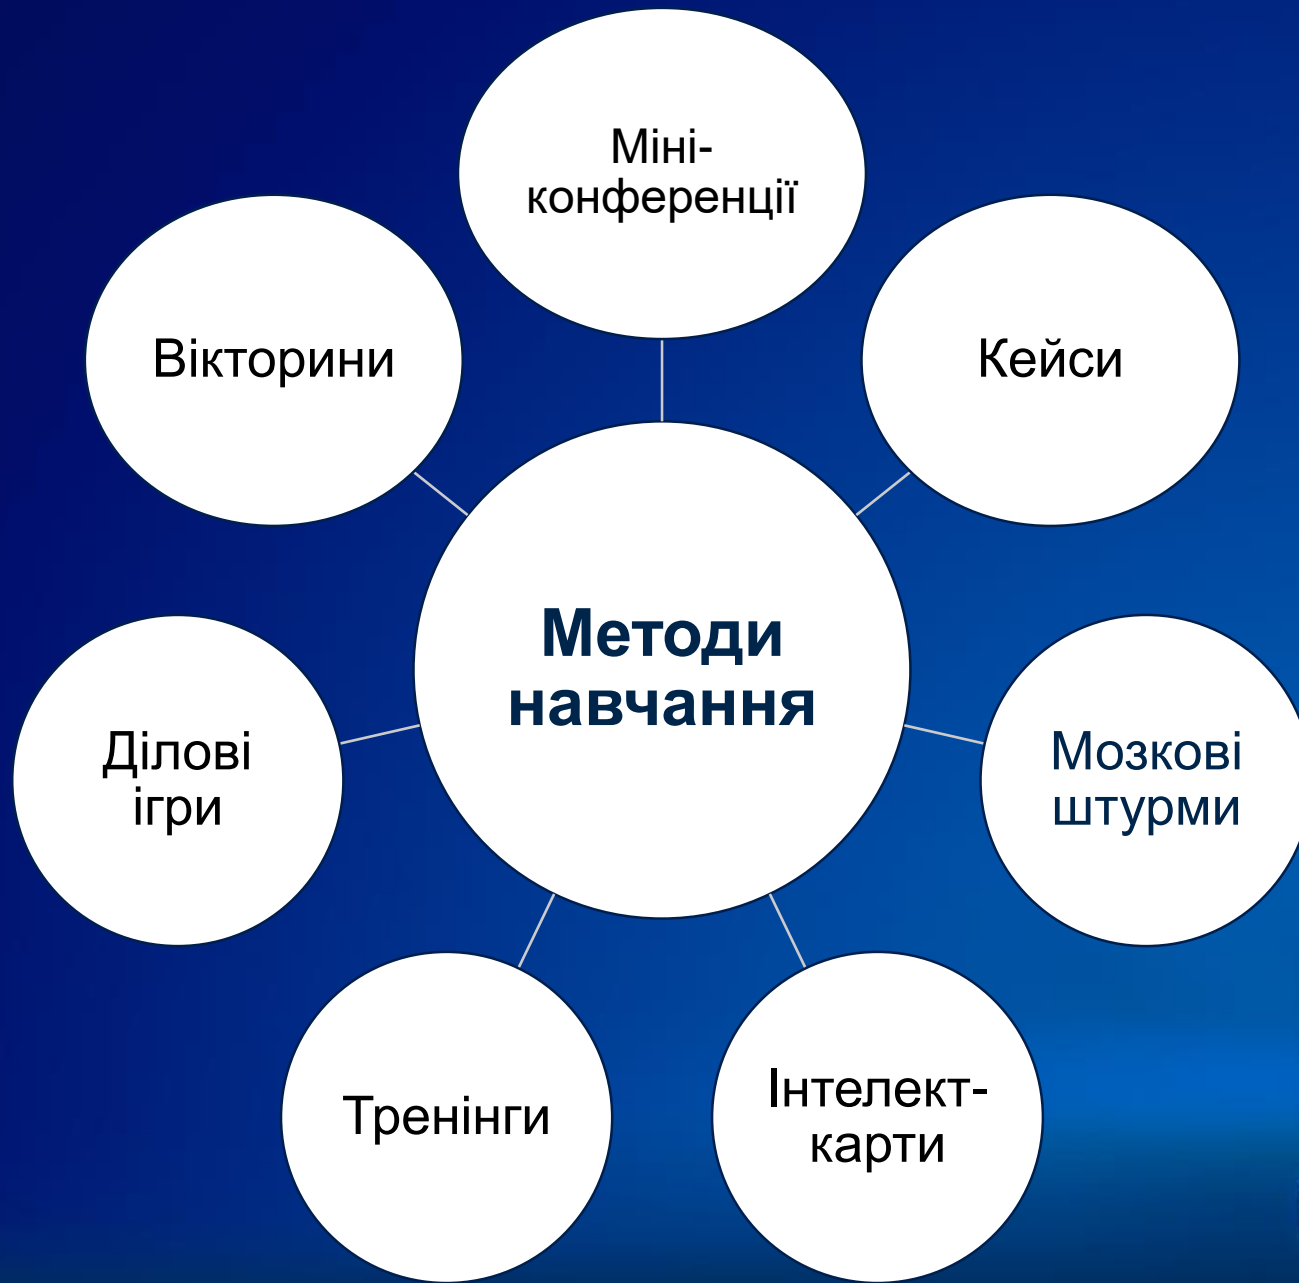 Міні-
конференції
Вікторини
Кейси
Методи
навчання
Ділові
ігри
Мозкові
штурми
Тренінги
Інтелект-
карти